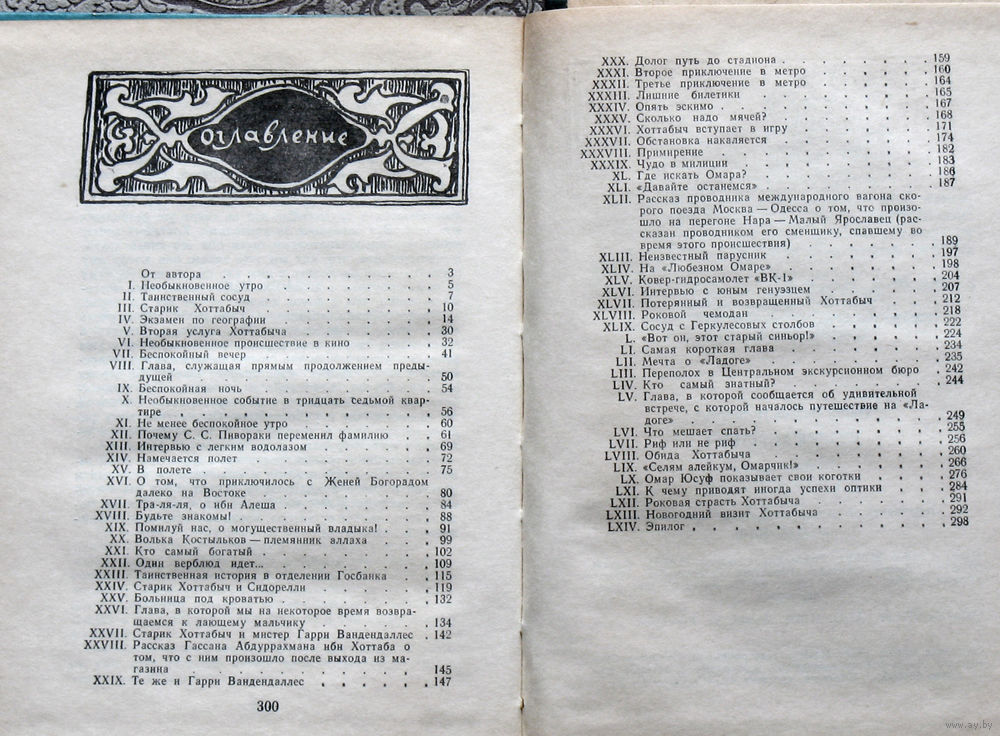 оглавление
От автора . . . . . . . . . . 3
I. Необыкновенное утро . . . . . . . . 5
II. Таинственный сосуд . . . . . . . . 7
III. Старик Хоттабыч . . . . . . . . 10
IV. Экзамен по географии . . . . . . . . 14
V. Вторая услуга Хоттабыча . . . . . . . 30
VI. Необыкновенное происшествие в кино . . . . 32
VII. Беспокойный вечер . . . . . . . . 41
VIII. Глава, служащая прямым продолжением преды-
дущей . . . . . . . . . . 50
IX. Беспокойная ночь . . . . . . . . 54
X. Необыкновенное событие в тридцать седьмой квар-
тире . . . . . . . . . . 56
XI. Не менее беспокойное утро . . . . . . 60
XII. Почему С. С. Пивораки переменил фамилию . . 61
XIII. Интервью с легким водолазом . . . . . 69
XIV. Намечается полет . . . . . . . . 72
XV. В полете . . . . . . . . . . 75
XVI. О том, что приключилось с Женей Богорадом
далеко на Востоке . . . . . . . . 80
XVII. Тра-ля-ля, о ибн Алеша . . . . . . . 84
XVIII. Будьте знакомы! . . . . . . . . 88
XIX. Помилуй нас, о могущественный владыка! . . . 91
XX. Волька Костыльков — племянник аллаха . . . 99
XXI. Кто самый богатый . . . . . . . . 102
XXII. Один верблюд идет... . . . . . . . . 109
XXIII. Таинственная история в отделении Госбанка . . 115
XXIV. Старик Хоттабыч и Сидорелли . . . . . 119
XXV. Больница под кроватью . . . . . . . 132
XXVI. Глава, в которой мы на некоторое время возвра-
щаемся к лающему мальчику . . . . . . 134
XXVII. Старик Хоттабыч и мистер Гарри Вандендаллес . 142
XXVIII. Рассказ Гассана Абдуррахмана ибн Хоттаба о
том, что с ним произошло после выхода из ма-
газина . . . . . . . . . . 145
XXIX. Те же и Гарри Вандендаллес . . . . . . 147
300
XXX. Долог путь до стадиона . . . . . . . 159
XXXI. Второе приключение в метро . . . . . . 160
XXXII. Третье приключение в метро . . . . . . 164
XXXIII. Лишние билетики . . . . . . . . 165
XXXIV. Опять эскимо . . . . . . . . . 167
XXXV. Сколько надо мячей? . . . . . . . . 168
XXXVI. Хоттабыч вступает в игру . . . . . . . 171
XXXVII. Обстановка накаляется . . . . . . . 174
XXXVIII. Примирение . . . . . . . . . 182
XXXIX. Чудо в милиции . . . . . . . . . 183
XL. Где искать Омара? . . . . . . . . 186
XLI. «Давайте останемся» . . . . . . . . 187
XLII. Рассказ проводника международного вагона ско-
рого поезда Москва — Одесса о том, что произо-
шло на перегоне Нара — Малый Ярославец (рас-
сказан проводником его сменщику, спавшему во
время этого происшествия) . . . . . . . 189
XLIII. Неизвестный парусник . . . . . . . . 197
XLIV. На «Любезном Омаре» . . . . . . . . 198
XLV. Ковер-гидросамолет «ВК-1» . . . . . . 204
XLVI. Интервью с юным генуэзцем . . . . . . 207
XLVII. Потерянный и возвращенный Хоттабыч . . . 212
XLVIII. Роковой чемодан . . . . . . . . 218
XLIX. Сосуд с Геркулесовых столбов . . . . . 222
L. «Вот он, этот старый синьор!» . . . . . 224
LI. Самая короткая глава . . . . . . . . 234
LII. Мечта о «Ладоге» . . . . . . . . 235
LIII. Переполох в Центральном экскурсионном бюро . 242
LIV. Кто самый знатный? . . . . . . . . 244
LV. Глава, в которой сообщается об удивительной
встрече, с которой началось путешествие на «Ла-
доге» . . . . . . . . . . 249
LVI. Что мешает спать? . . . . . . . . 255
LVII. Риф или не риф . . . . . . . . . 256
LVIII. Обида Хоттабыча . . . . . . . . 260
LIX. «Селям алейкум, Омарчик!» . . . . . . 266
LX. Омар Юсуф показывает свои коготки . . . . 276
LXI. К чему приводят иногда успехи оптики . . . 284
LXII. Роковая страсть Хоттабыча . . . . . . 291
LXIII. Новогодний визит Хоттабыча . . . . . . 292
LXIV. Эпилог . . . . . . . . . . 298
www.ay.by